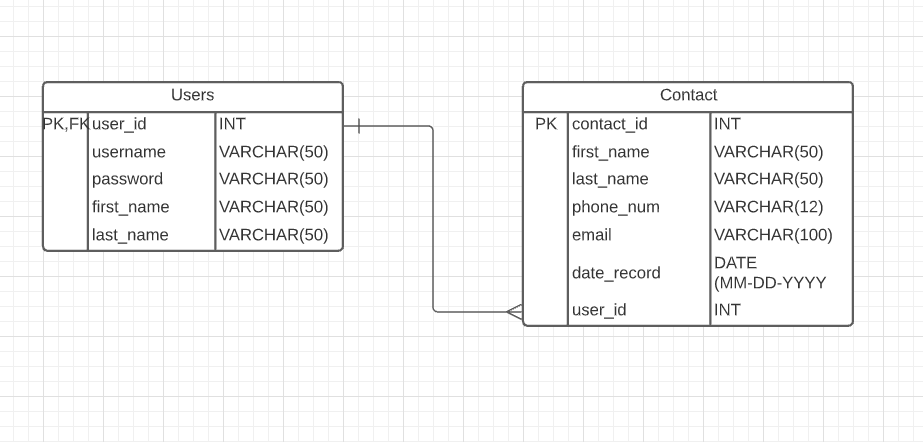 Users
PK,FK user_id INT
username VARCHAR(50)
password VARCHAR(50)
first_name VARCHAR(50)
last_name VARCHAR(50)
Contact
PK contact_id INT
first_name VARCHAR(50)
last_name VARCHAR(50)
phone_num VARCHAR(12)
email VARCHAR(100)
date_record DATE
(MM-DD-YYYY
user_id INT